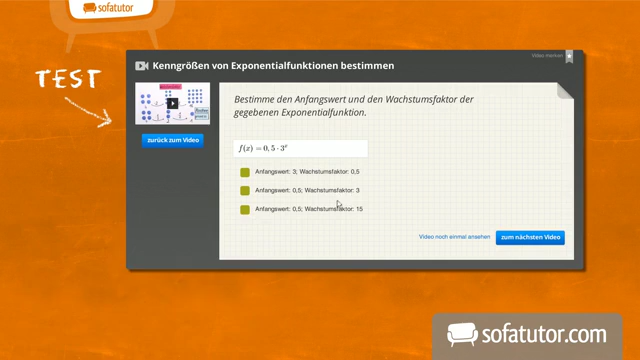 sofatutor
TEST
Video merken
Kenngrößen von Exponentialfunktionen bestimmen
zurück zum Video
Bestimme den Anfangswert und den Wachstumsfaktor der
gegebenen Exponentialfunktion.
f(x) = 0,5 · 3ˣ
Anfangswert: 3; Wachstumsfaktor: 0,5
Anfangswert: 0,5; Wachstumsfaktor: 3
Anfangswert: 0,5; Wachstumsfaktor: 15
Video noch einmal ansehen
zum nächsten Video
sofatutor.com